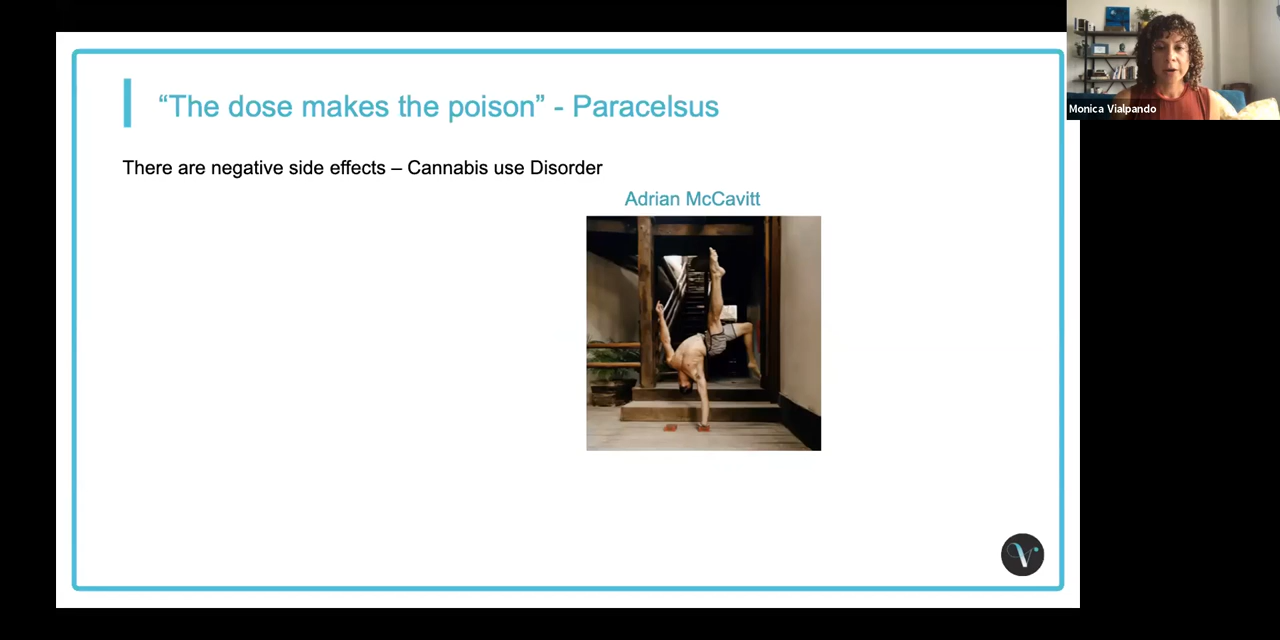 “The dose makes the poison” - Paracelsus
Monica Vialpando
There are negative side effects – Cannabis use Disorder
Adrian McCavitt
V